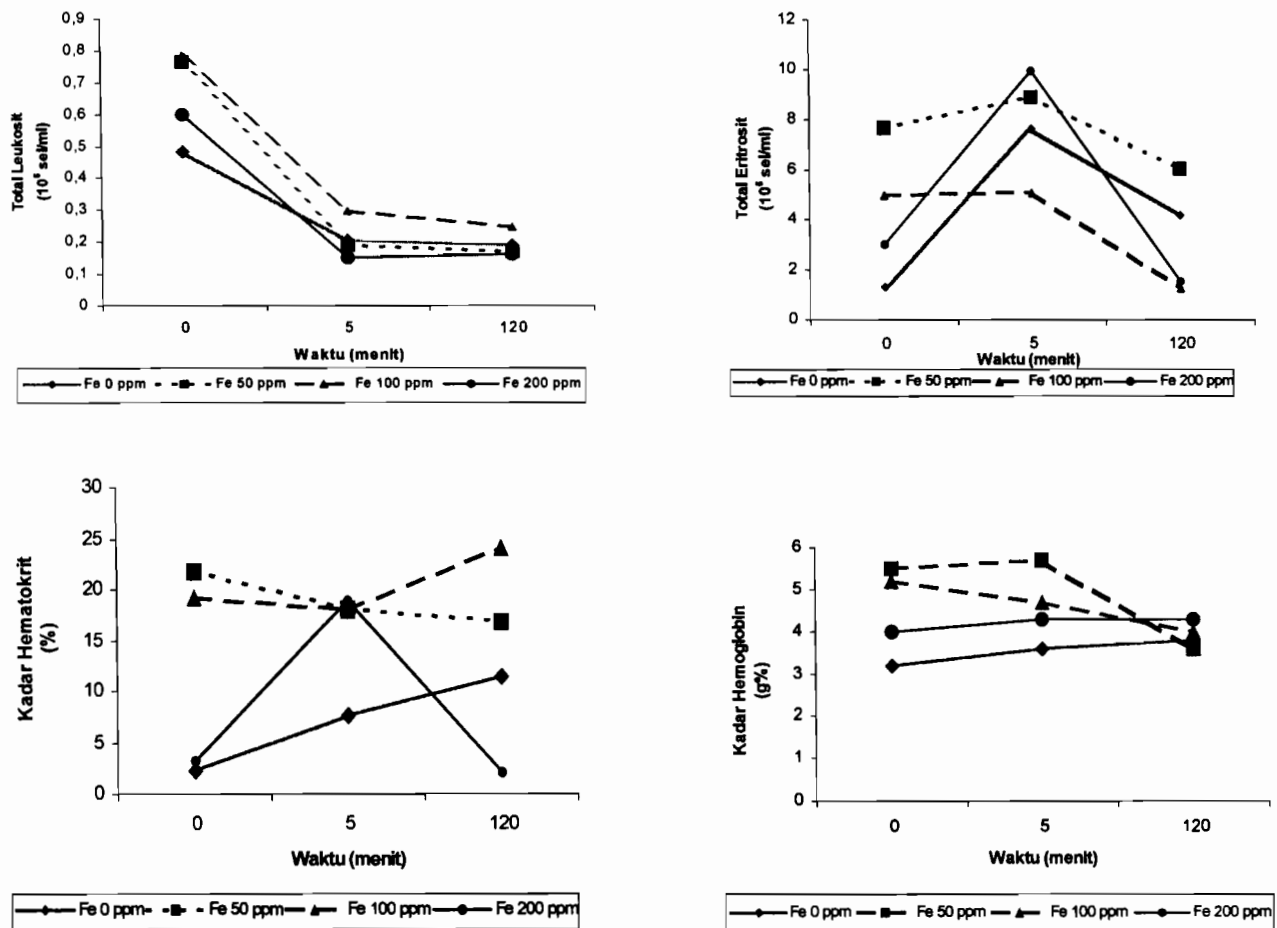 0,9
0,8
0,7
0,6
0,5
0,4
0,3
0,2
0,1
0
Total Leukosit
(10⁶ sel/ml)
0 5 120
Waktu (menit)
Fe 0 ppm Fe 50 ppm Fe 100 ppm Fe 200 ppm
12
10
8
6
4
2
0
Total Eritrosit
(10⁶ sel/ml)
0 5 120
Waktu (menit)
Fe 0 ppm Fe 50 ppm Fe 100 ppm Fe 200 ppm
30
25
20
15
10
5
0
Kadar Hematokrit
(%)
0 5 120
Waktu (menit)
Fe 0 ppm Fe 50 ppm Fe 100 ppm Fe 200 ppm
6
5
4
3
2
1
0
Kadar Hemoglobin
(g%)
0 5 120
Waktu (menit)
Fe 0 ppm Fe 50 ppm Fe 100 ppm Fe 200 ppm